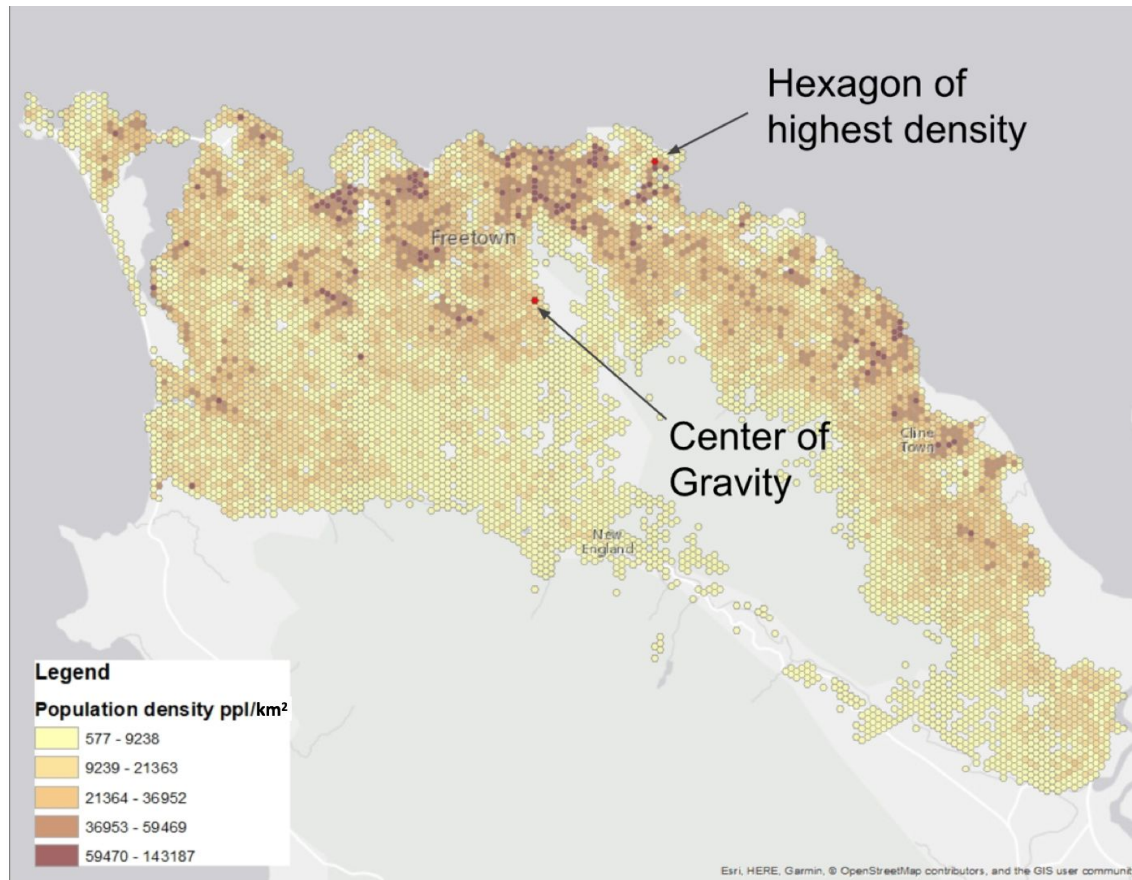 Hexagon of
highest density
Freetown
Center of
Gravity
Cline
Town
New
England
Legend
Population density ppl/km²
577 - 9238
9239 - 21363
21364 - 36952
36953 - 59469
59470 - 143187
Esri, HERE, Garmin, © OpenStreetMap contributors, and the GIS user communit